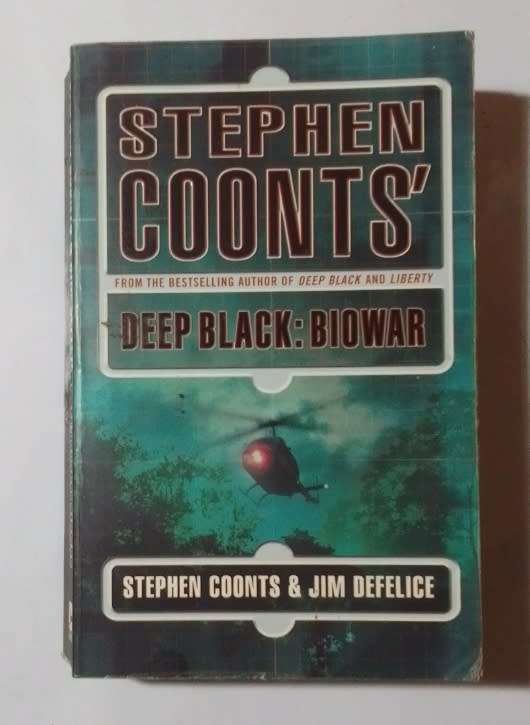 STEPHEN
COONTS'
FROM THE BESTSELLING AUTHOR OF DEEP BLACK AND LIBERTY
DEEP BLACK: BIOWAR
STEPHEN COONTS & JIM DEFELICE